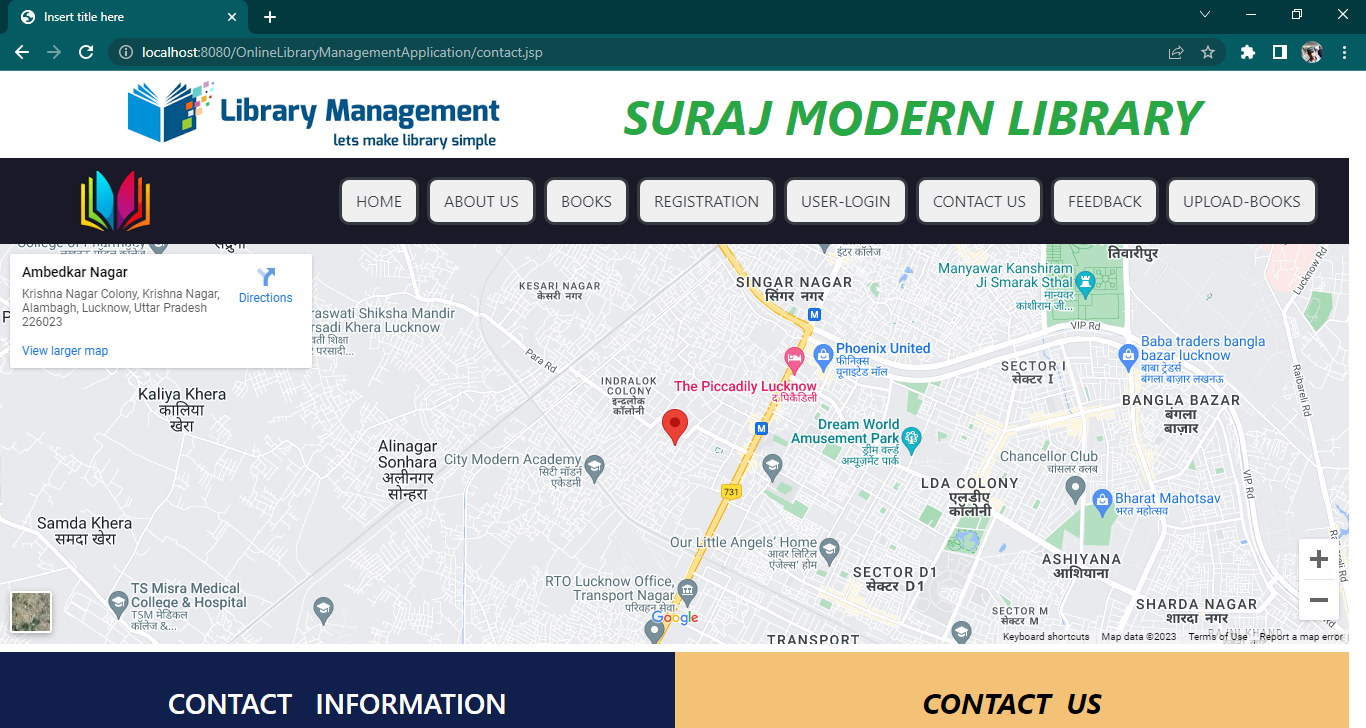 Insert title here
localhost:8080/OnlineLibraryManagementApplication/contact.jsp
Library Management
lets make library simple
SURAJ MODERN LIBRARY
HOME
ABOUT US
BOOKS
REGISTRATION
USER-LOGIN
CONTACT US
FEEDBACK
UPLOAD-BOOKS
Ambedkar Nagar
Krishna Nagar Colony, Krishna Nagar,
Alambagh, Lucknow, Uttar Pradesh
226023
Directions
View larger map
College of Pharmacy
इंटर कॉलेज
तिवारीपुर
Manyawar Kanshiram
Ji Smarak Sthal
मान्यवर
कांशीराम जी...
Lucknow Rd
KESARI NAGAR
केसरी नगर
SINGAR NAGAR
सिंगर नगर
M
raswati Shiksha Mandir
rsadi Khera Lucknow
वती शिक्षा
परसादी...
Para Rd
VIP Rd
Phoenix United
फीनिक्स
यूनाइटेड मॉल
Baba traders bangla
bazar lucknow
बाबा ट्रेडर्स
बंगला बाज़ार लखनऊ
SECTOR I
सेक्टर I
Raibareli Rd
Kaliya Khera
कालिया
खेरा
INDRALOK
COLONY
इन्द्रलोक
कॉलोनी
The Piccadily Lucknow
द पिकैडिली
BANGLA BAZAR
बंगला
बाज़ार
M
Dream World
Amusement Park
ड्रीम वर्ल्ड
अम्यूज़मेंट पार्क
Alinagar
Sonhara
अलीनगर
सोन्हरा
City Modern Academy
सिटी मॉडर्न
एकेडमी
Chancellor Club
चांसलर क्लब
VIP Rd
731
LDA COLONY
एलडीए
कॉलोनी
Bharat Mahotsav
भरत महोत्सव
Samda Khera
समदा खेरा
Our Little Angels' Home
आवर लिटिल
एंजेल्स' होम
ASHIYANA
आशियाना
SECTOR D1
सेक्टर D1
TS Misra Medical
College & Hospital
TSM मेडिकल
कॉलेज &...
RTO Lucknow Office,
Transport Nagar
परिवहन सेवा
Google
SECTOR M
सेक्टर M
SHARDA NAGAR
शारदा नगर
TRANSPORT
Keyboard shortcuts
Map data ©2023
Terms of Use
Report a map error
CONTACT INFORMATION
CONTACT US